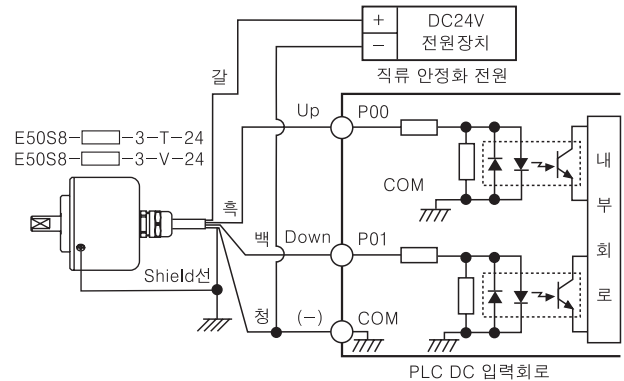 + DC24V
− 전원장치
직류 안정화 전원
갈
Up P00
E50S8-□-3-T-24
E50S8-□-3-V-24
COM
흑
내부회로
백 Down P01
Shield선
청 (−) COM
PLC DC 입력회로